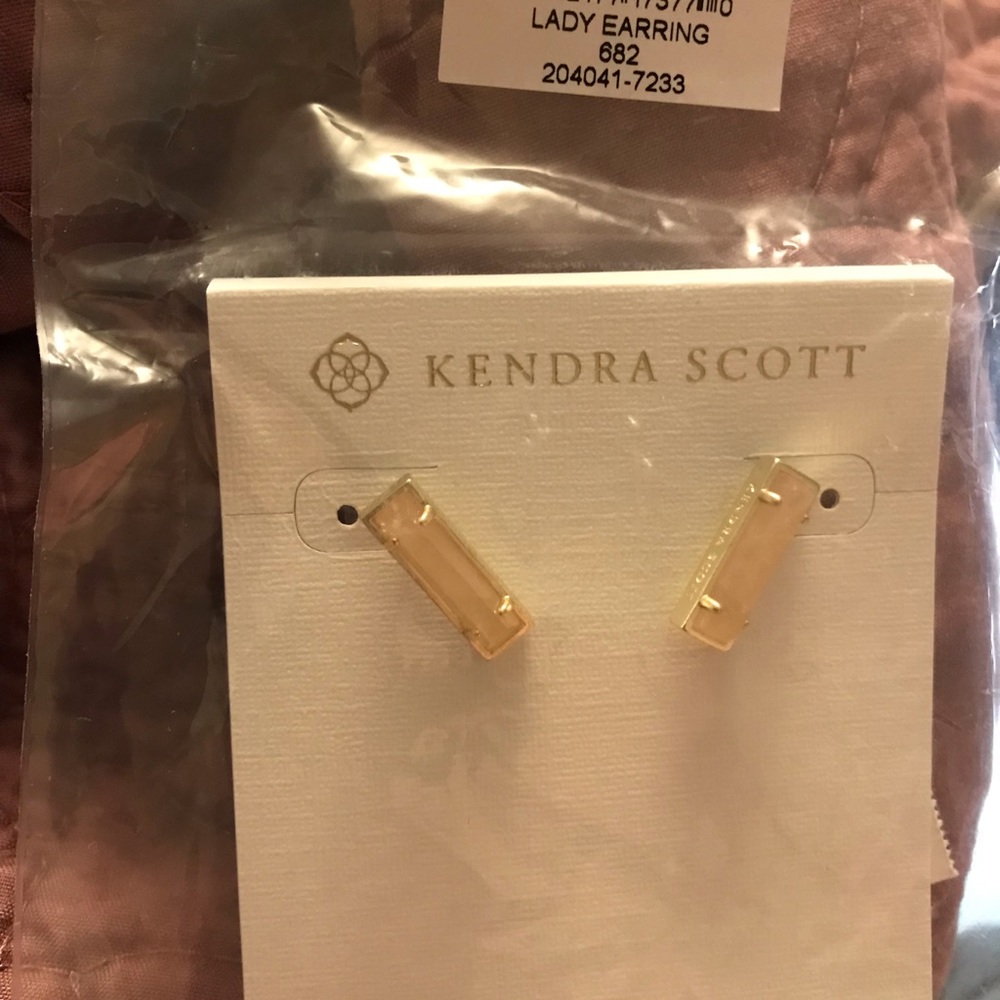 LADY EARRING
682
204041-7233
KENDRA SCOTT